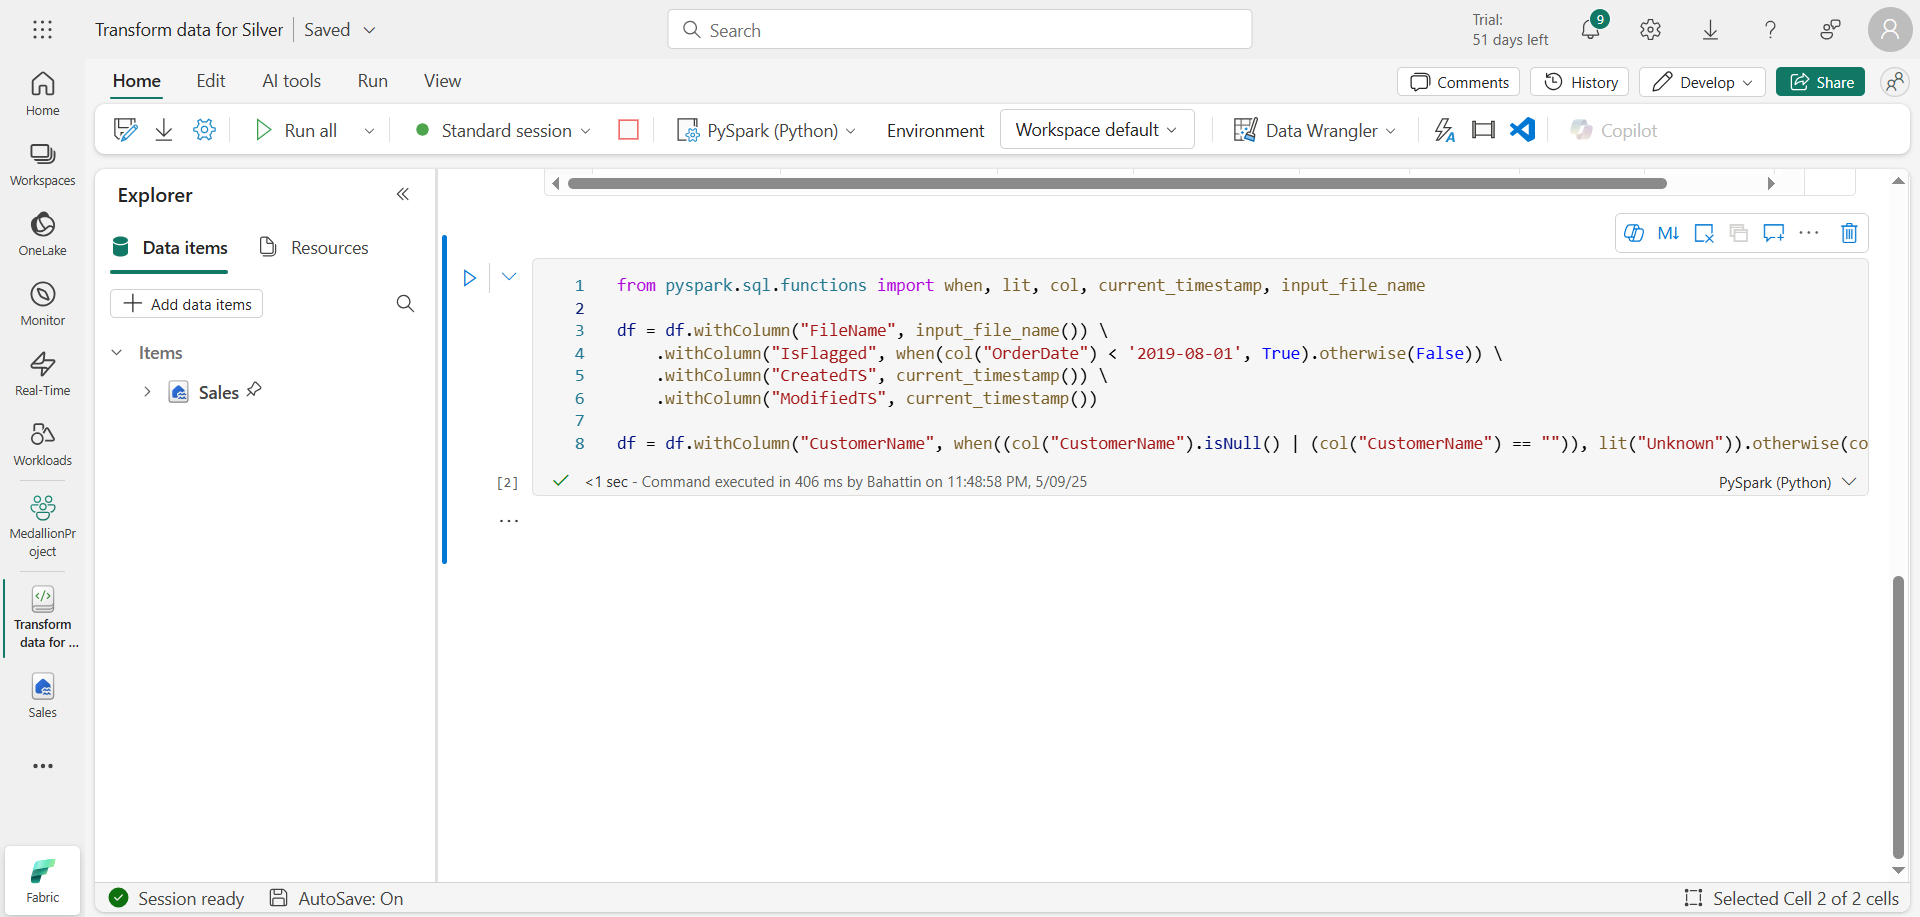 Transform data for Silver
Saved
Search
Trial:
51 days left
9
Home
Edit
AI tools
Run
View
Comments
History
Develop
Share
Run all
Standard session
PySpark (Python)
Environment
Workspace default
Data Wrangler
Copilot
Home
Workspaces
OneLake
Monitor
Real-Time
Workloads
MedallionPr
oject
Transform
data for ...
Sales
Fabric
Explorer
Data items
Resources
Add data items
Items
Sales
M↓
1 from pyspark.sql.functions import when, lit, col, current_timestamp, input_file_name
2
3 df = df.withColumn("FileName", input_file_name()) \
4 .withColumn("IsFlagged", when(col("OrderDate") < '2019-08-01', True).otherwise(False)) \
5 .withColumn("CreatedTS", current_timestamp()) \
6 .withColumn("ModifiedTS", current_timestamp())
7
8 df = df.withColumn("CustomerName", when((col("CustomerName").isNull() | (col("CustomerName") == "")), lit("Unknown")).otherwise(co
[2]
<1 sec - Command executed in 406 ms by Bahattin on 11:48:58 PM, 5/09/25
PySpark (Python)
Session ready
AutoSave: On
Selected Cell 2 of 2 cells